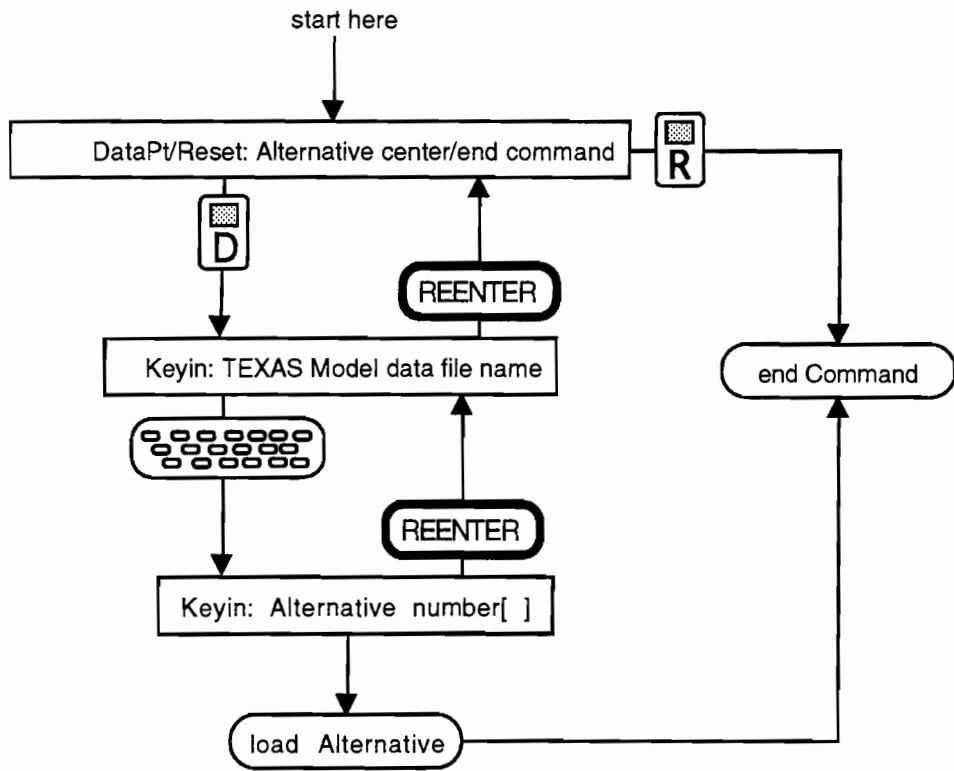 start here
DataPt/Reset: Alternative center/end command
R
D
REENTER
Keyin: TEXAS Model data file name
end Command
REENTER
Keyin: Alternative number[ ]
load Alternative